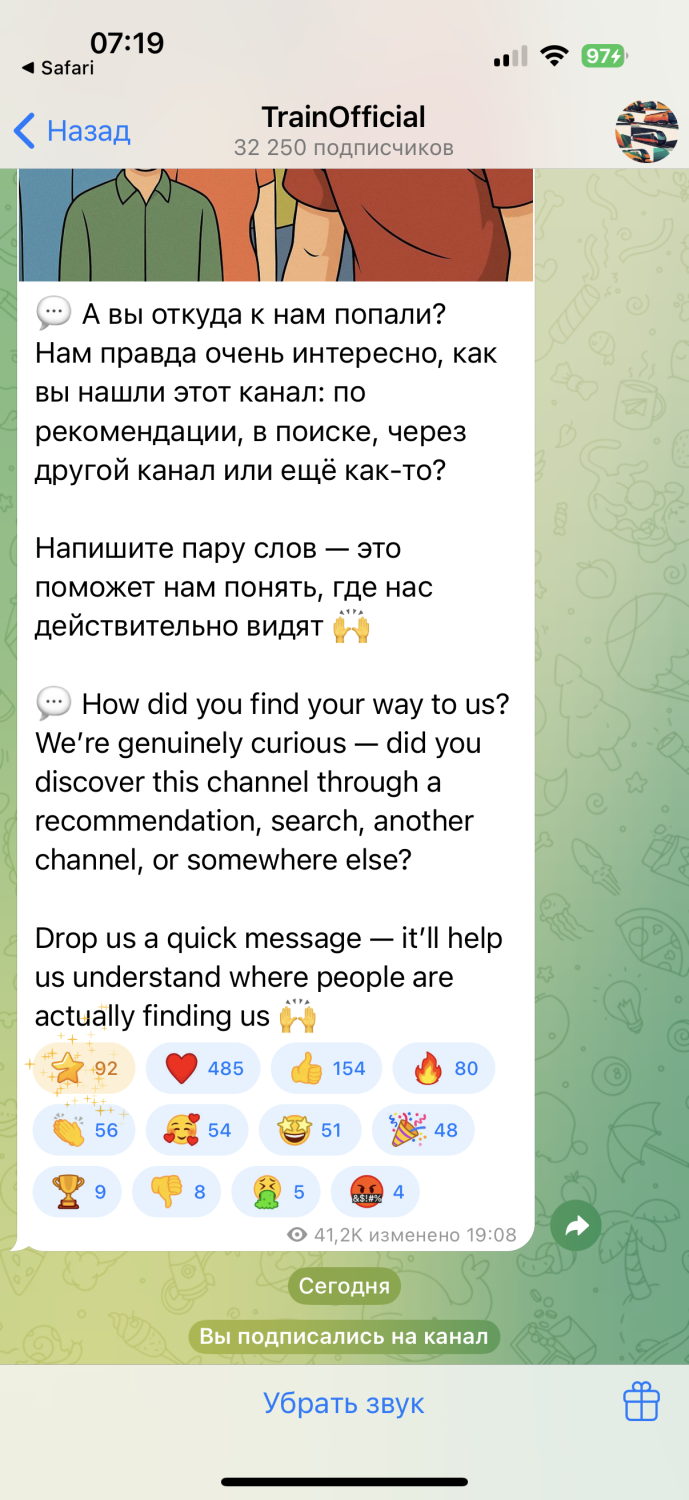 07:19
97
◀ Safari
Назад
TrainOfficial
32 250 подписчиков
💬 А вы откуда к нам попали?
Нам правда очень интересно, как
вы нашли этот канал: по
рекомендации, в поиске, через
другой канал или ещё как-то?
Напишите пару слов — это
поможет нам понять, где нас
действительно видят 🙌
💬 How did you find your way to us?
We’re genuinely curious — did you
discover this channel through a
recommendation, search, another
channel, or somewhere else?
Drop us a quick message — it’ll help
us understand where people are
actually finding us 🙌
⭐ 92 ❤️ 485 👍 154 🔥 80
👏 56 🥰 54 🤩 51 🎉 48
🏆 9 👎 8 🤮 5 🤬 4
41,2K изменено 19:08
Сегодня
Вы подписались на канал
Убрать звук